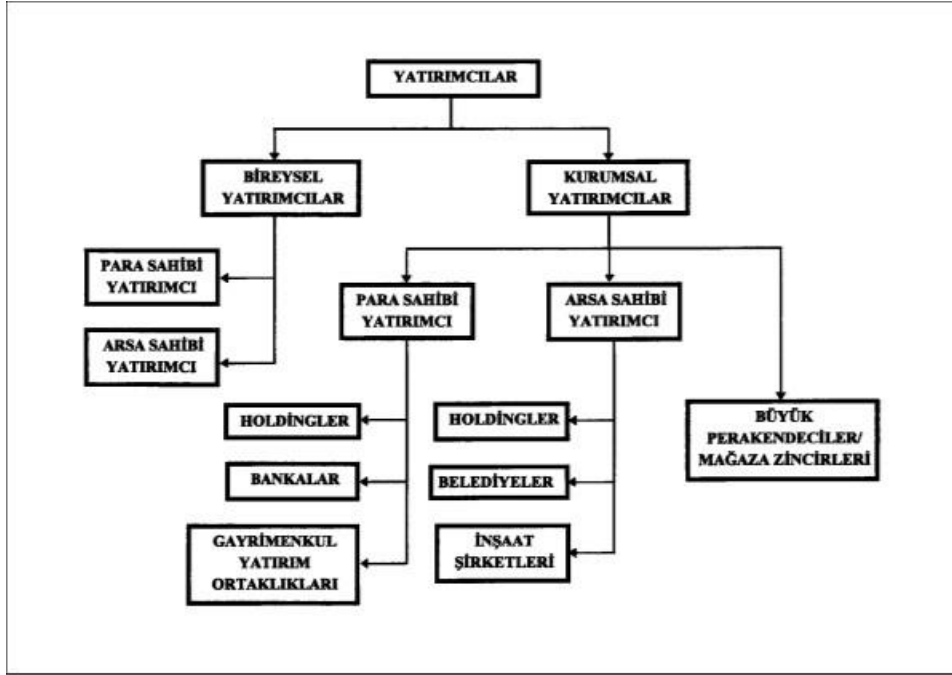 YATIRIMCILAR
BİREYSEL
YATIRIMCILAR
KURUMSAL
YATIRIMCILAR
PARA SAHİBİ
YATIRIMCI
ARSA SAHİBİ
YATIRIMCI
PARA SAHİBİ
YATIRIMCI
HOLDİNGLER
BANKALAR
GAYRİMENKUL
YATIRIM
ORTAKLIKLARI
ARSA SAHİBİ
YATIRIMCI
HOLDİNGLER
BELEDİYELER
İNŞAAT
ŞİRKETLERİ
BÜYÜK
PERAKENDECİLER/
MAĞAZA ZİNCİRLERİ